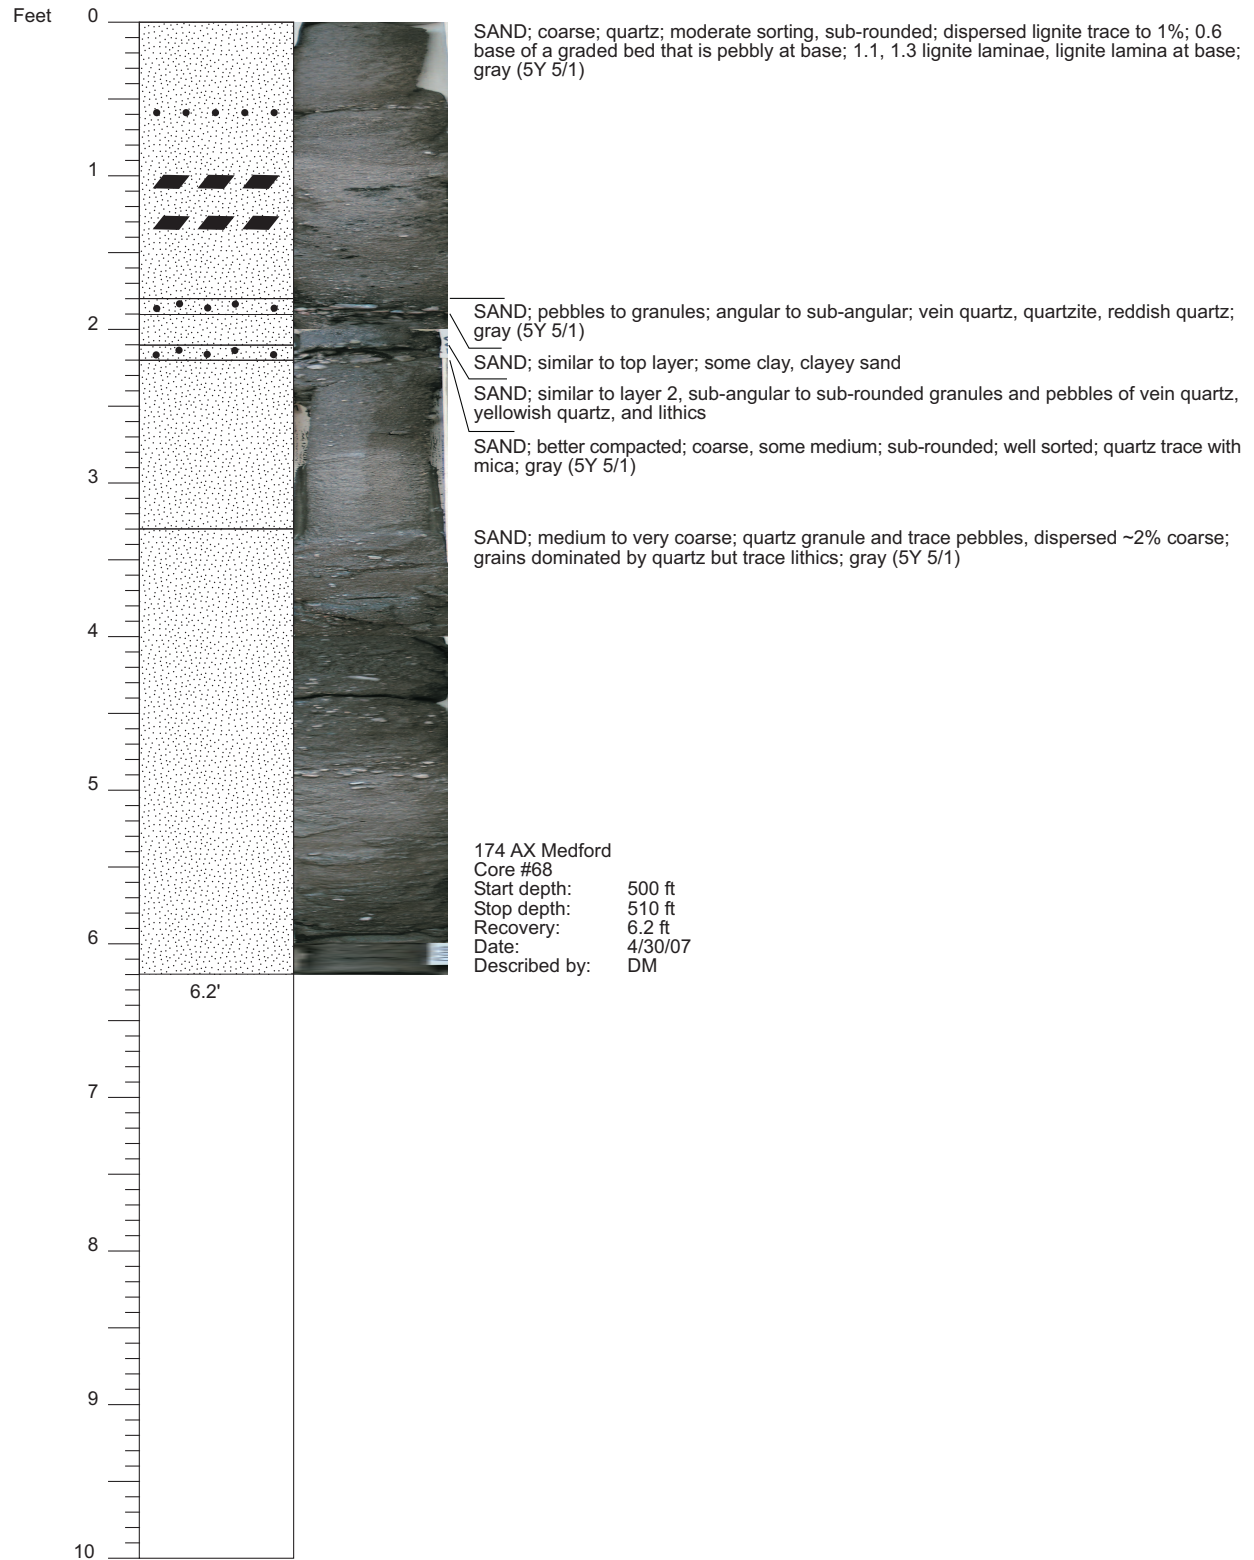 Feet
0
SAND; coarse; quartz; moderate sorting, sub-rounded; dispersed lignite trace to 1%; 0.6
base of a graded bed that is pebbly at base; 1.1, 1.3 lignite laminae, lignite lamina at base;
gray (5Y 5/1)
1
SAND; pebbles to granules; angular to sub-angular; vein quartz, quartzite, reddish quartz;
gray (5Y 5/1)
2
SAND; similar to top layer; some clay, clayey sand
SAND; similar to layer 2, sub-angular to sub-rounded granules and pebbles of vein quartz,
yellowish quartz, and lithics
SAND; better compacted; coarse, some medium; sub-rounded; well sorted; quartz trace with
mica; gray (5Y 5/1)
3
SAND; medium to very coarse; quartz granule and trace pebbles, dispersed ~2% coarse;
grains dominated by quartz but trace lithics; gray (5Y 5/1)
4
5
174 AX Medford
Core #68
Start depth: 500 ft
Stop depth: 510 ft
Recovery: 6.2 ft
Date: 4/30/07
Described by: DM
6
6.2'
7
8
9
10